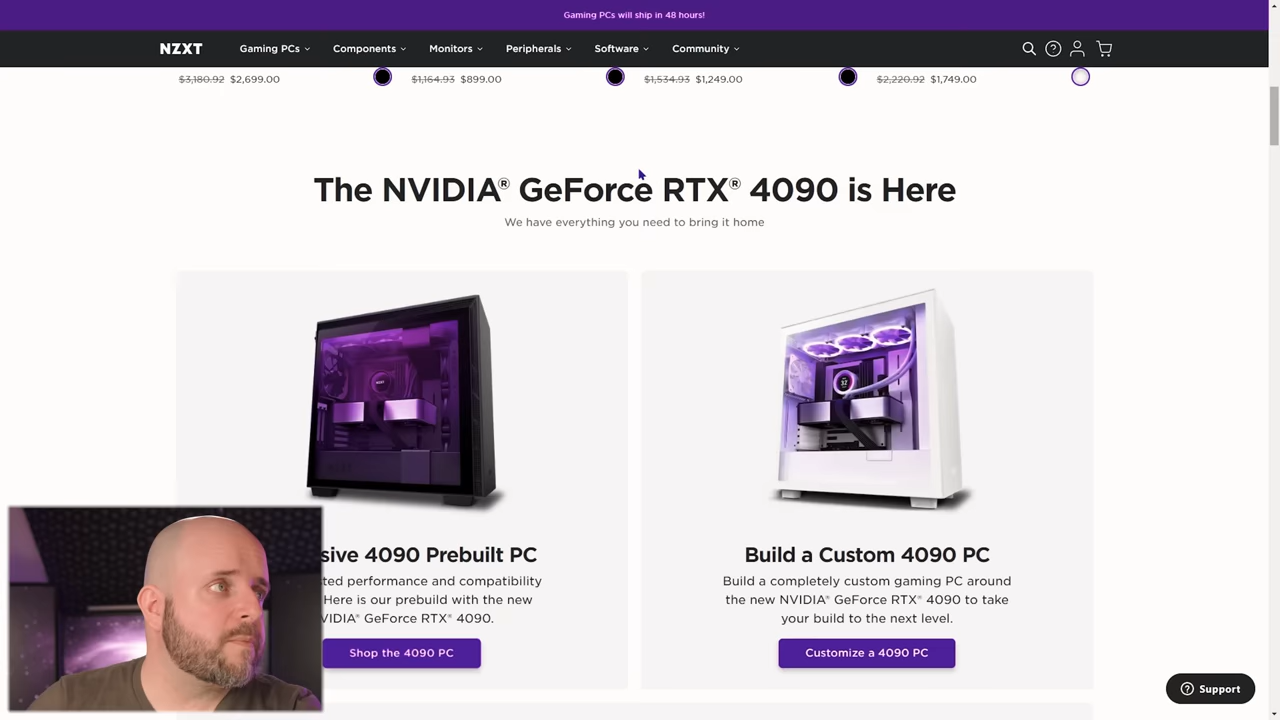 Gaming PCs will ship in 48 hours!
NZXT
Gaming PCs
Components
Monitors
Peripherals
Software
Community
$3,180.92 $2,699.00
$1,164.93 $899.00
$1,534.93 $1,249.00
$2,220.92 $1,749.00
The NVIDIA® GeForce RTX® 4090 is Here
We have everything you need to bring it home
sive 4090 Prebuilt PC
ted performance and compatibility
Here is our prebuild with the new
VIDIA® GeForce RTX® 4090.
Shop the 4090 PC
Build a Custom 4090 PC
Build a completely custom gaming PC around
the new NVIDIA® GeForce RTX® 4090 to take
your build to the next level.
Customize a 4090 PC
Support